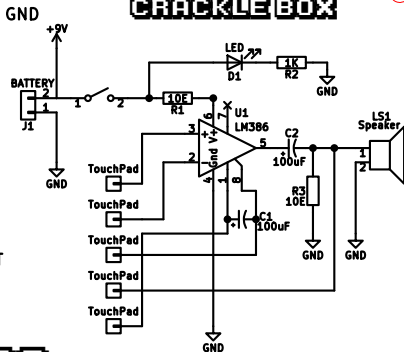 CRACKLE BOX
GND
+9V
LED
BATTERY
D1
1K
R2
GND
2
1
J1
1
2
10E
R1
6
7
U1
LM386
3
2
+
-
V+
Gnd
5
4
1
8
C2
100uF
+
LS1
Speaker
1
2
GND
TouchPad
TouchPad
TouchPad
TouchPad
TouchPad
C1
100uF
+
R3
10E
GND
GND
GND